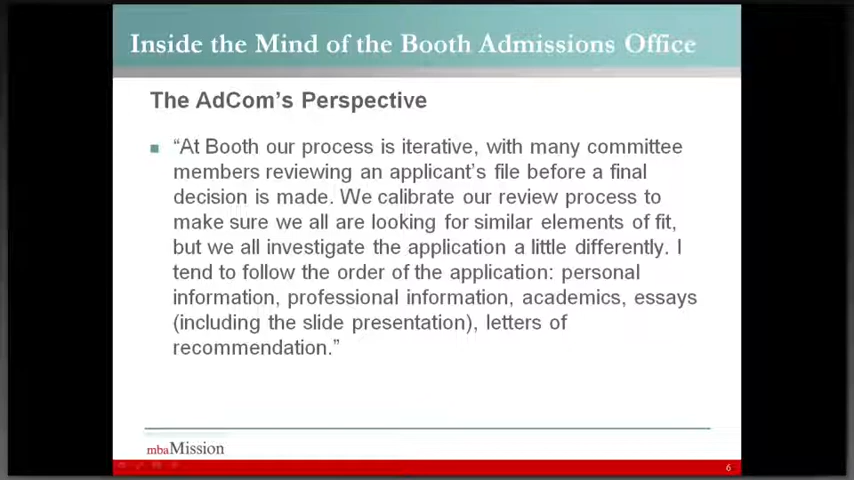 Inside the Mind of the Booth Admissions Office
The AdCom's Perspective
“At Booth our process is iterative, with many committee
members reviewing an applicant’s file before a final
decision is made. We calibrate our review process to
make sure we all are looking for similar elements of fit,
but we all investigate the application a little differently. I
tend to follow the order of the application: personal
information, professional information, academics, essays
(including the slide presentation), letters of
recommendation.”
mbaMission
6